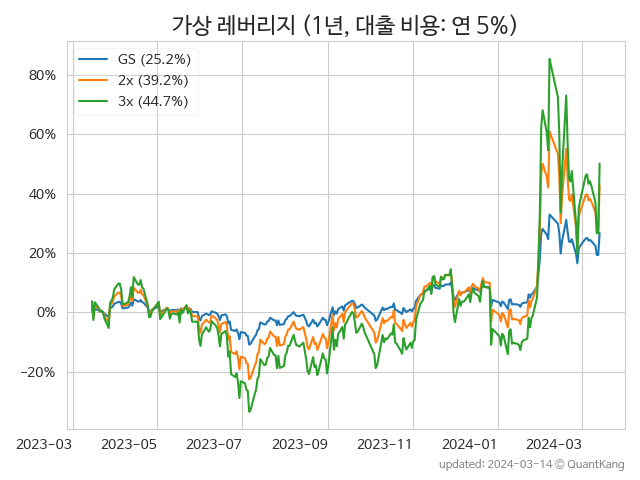 가상 레버리지 (1년, 대출 비용: 연 5%)
GS (25.2%)
2x (39.2%)
3x (44.7%)
80%
60%
40%
20%
0%
−20%
2023-03 2023-05 2023-07 2023-09 2023-11 2024-01 2024-03
updated: 2024-03-14 © QuantKang